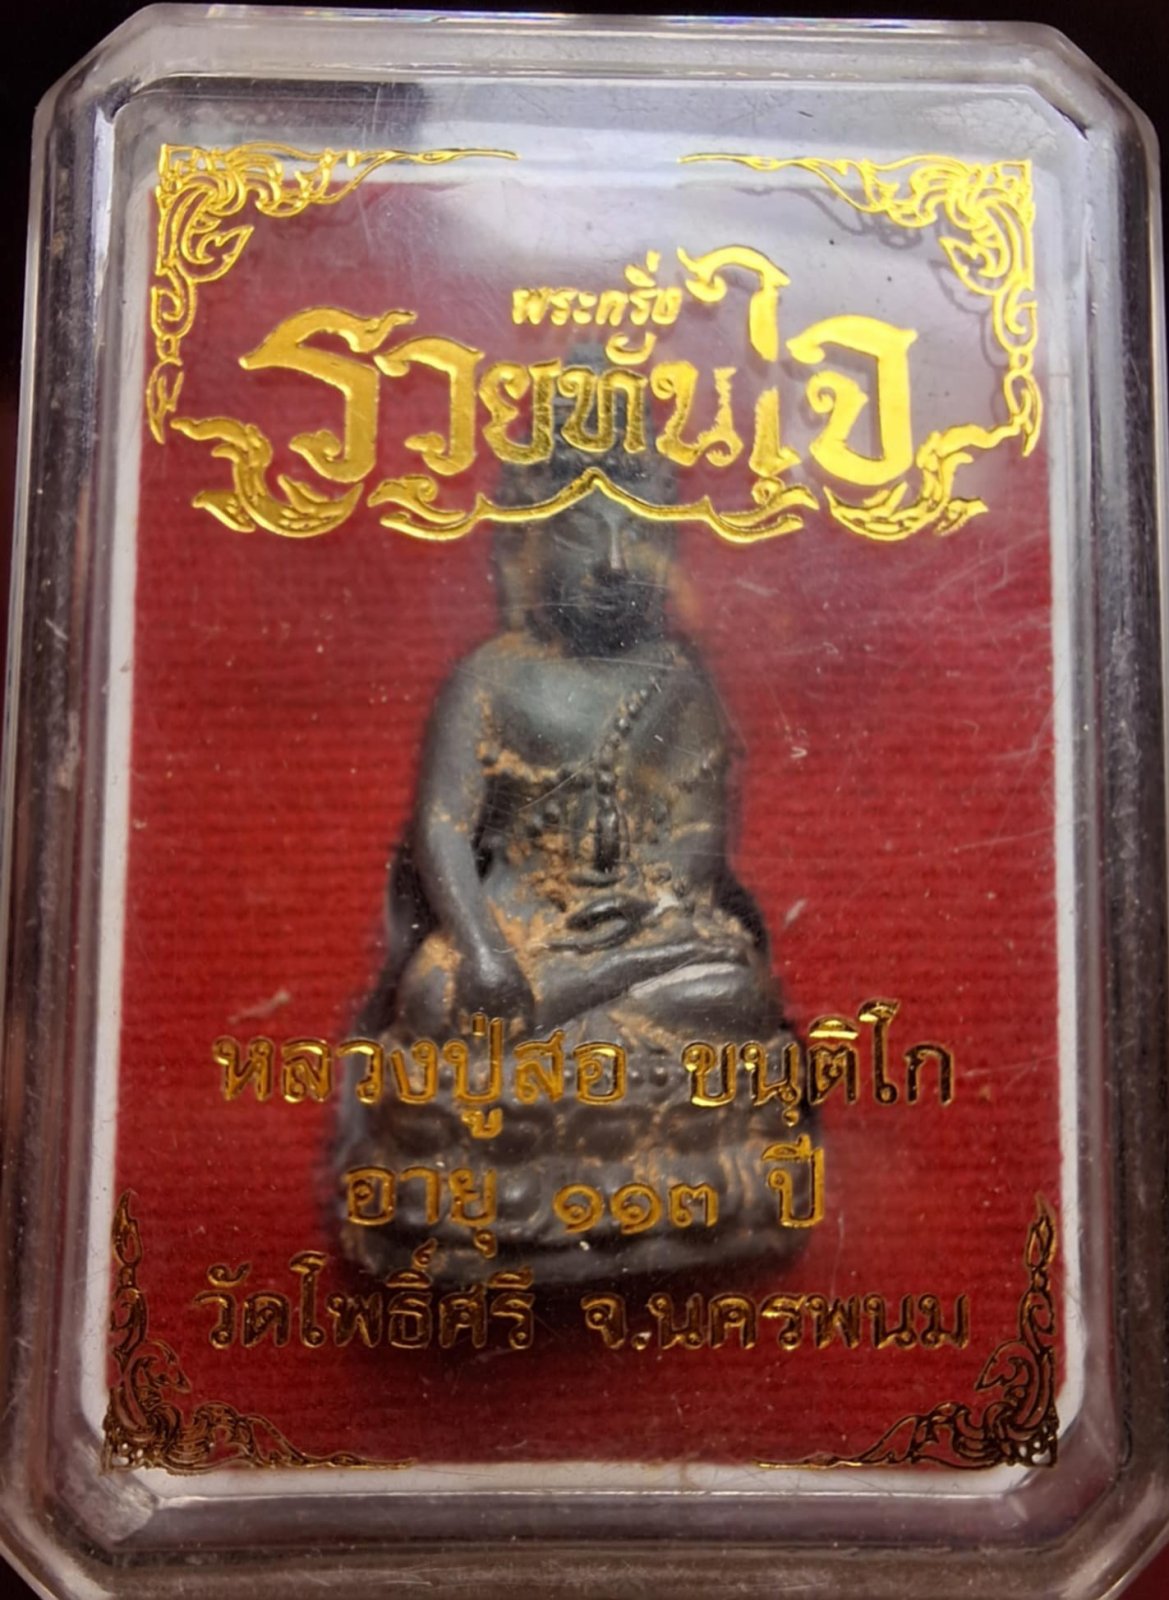 พระกริ่ง
รวยทันใจ
หลวงปู่สอ ขนฺติโก
อายุ ๑๑๓ ปี
วัดโพธิ์ศรี จ.นครพนม